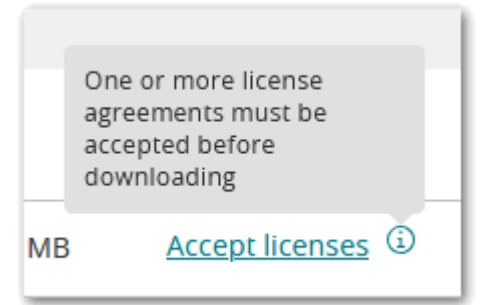 One or more license
agreements must be
accepted before
downloading
MB Accept licenses